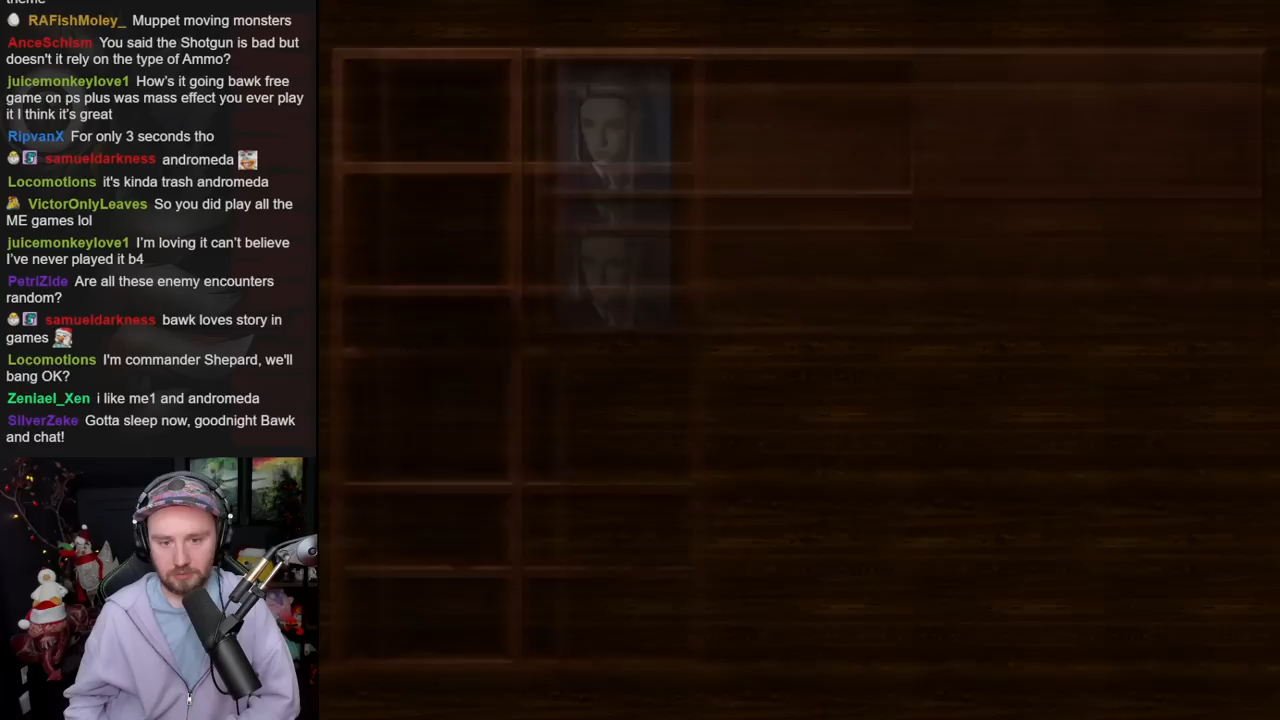 RAFishMoley_ Muppet moving monsters
AnceSchism You said the Shotgun is bad but
doesn't it rely on the type of Ammo?
juicemonkeylove1 How's it going bawk free
game on ps plus was mass effect you ever play
it I think it's great
RipvanX For only 3 seconds tho
samueldarkness andromeda
Locomotions it's kinda trash andromeda
VictorOnlyLeaves So you did play all the
ME games lol
juicemonkeylove1 I'm loving it can't believe
I've never played it b4
PetriZide Are all these enemy encounters
random?
samueldarkness bawk loves story in
games
Locomotions I'm commander Shepard, we'll
bang OK?
Zeniael_Xen i like me1 and andromeda
SilverZeke Gotta sleep now, goodnight Bawk
and chat!